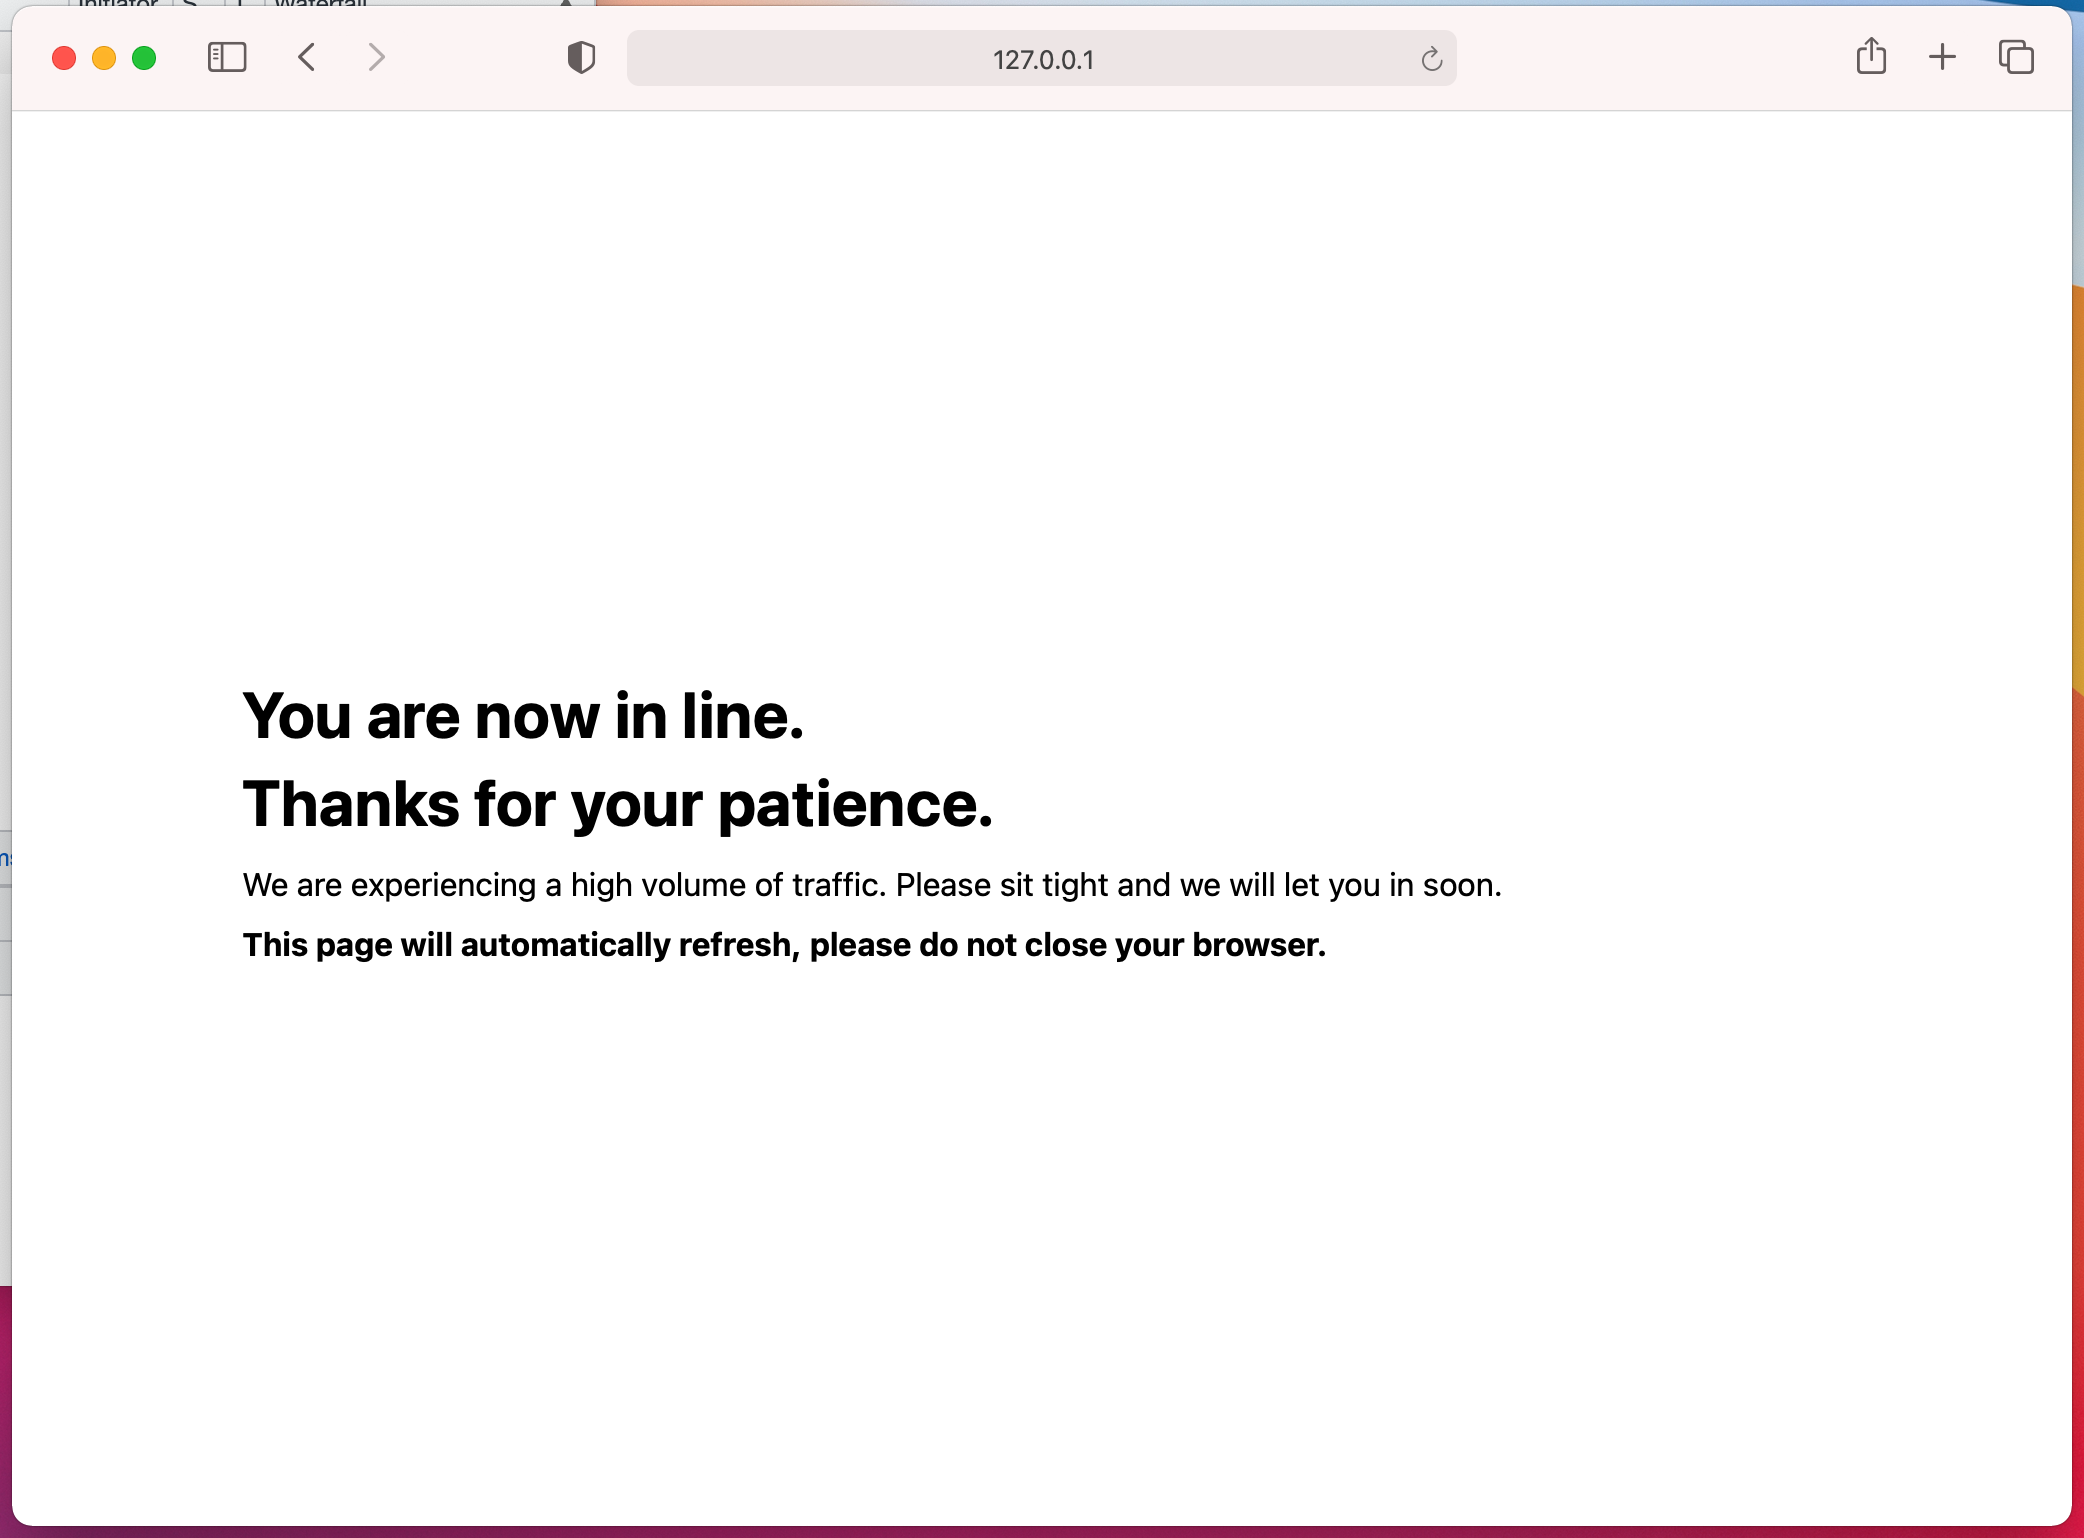 Initiator Waterfall
127.0.0.1
You are now in line.
Thanks for your patience.
We are experiencing a high volume of traffic. Please sit tight and we will let you in soon.
This page will automatically refresh, please do not close your browser.